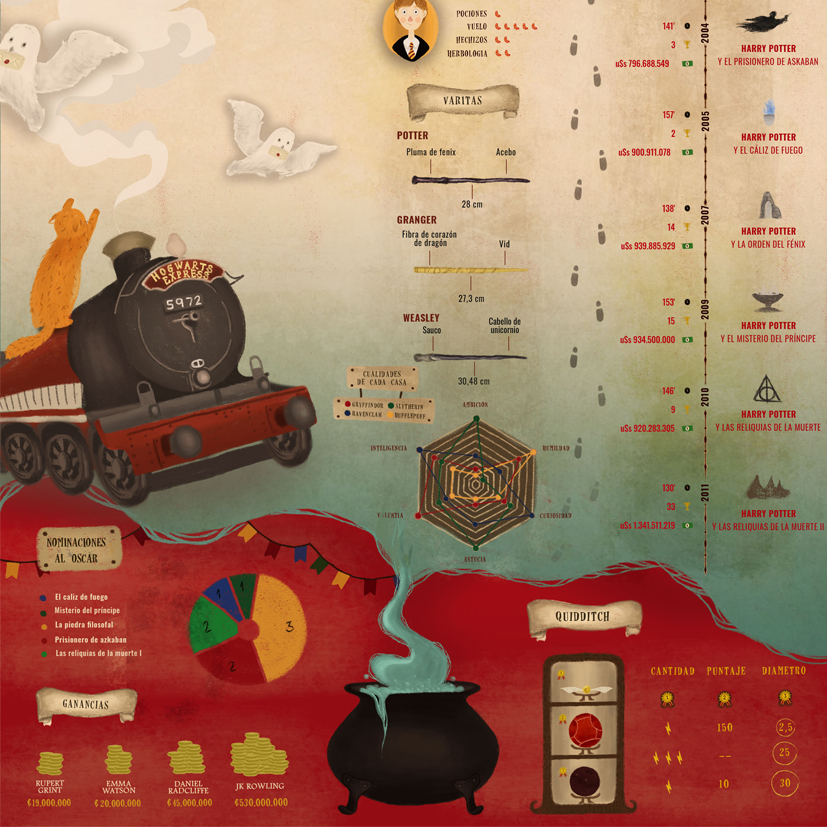 POCIONES
VUELO
HECHIZOS
HERBOLOGIA
VARITAS
POTTER
Pluma de fenix
Acebo
28 cm
GRANGER
Fibra de corazón
de dragón
Vid
27,3 cm
WEASLEY
Sauco
Cabello de
unicornio
30,48 cm
2004
141'
3
u$s 796.688.549
HARRY POTTER
Y EL PRISIONERO DE ASKABAN
2005
157'
2
u$s 900.911.078
HARRY POTTER
Y EL CÁLIZ DE FUEGO
2007
138'
14
u$s 939.885.929
HARRY POTTER
Y LA ORDEN DEL FÉNIX
2009
153'
15
u$s 934.500.000
HARRY POTTER
Y EL MISTERIO DEL PRÍNCIPE
2010
146'
9
u$s 920.283.305
HARRY POTTER
Y LAS RELIQUIAS DE LA MUERTE
2011
130'
33
u$s 1.341.511.219
HARRY POTTER
Y LAS RELIQUIAS DE LA MUERTE II
HOGWARTS
EXPRESS
5972
CUALIDADES
DE CADA CASA
GRYFFINDOR
SLYTHERIN
RAVENCLAW
HUFFLEPUFF
AMBICION
INTELIGENCIA
HUMILDAD
VALENTIA
CURIOSIDAD
ASTUCIA
NOMINACIONES
AL OSCAR
El caliz de fuego
Misterio del príncipe
La piedra filosofal
Prisionero de azkaban
Las reliquias de la muerte I
1
1
2
3
2
GANANCIAS
RUPERT
GRINT
₡19,000,000
EMMA
WATSON
₡20,000,000
DANIEL
RADCLIFFE
₡45,000,000
JK ROWLING
₡530,000.000
QUIDDITCH
CANTIDAD PUNTAJE DIAMETRO
150 2,5
-- 25
10 30